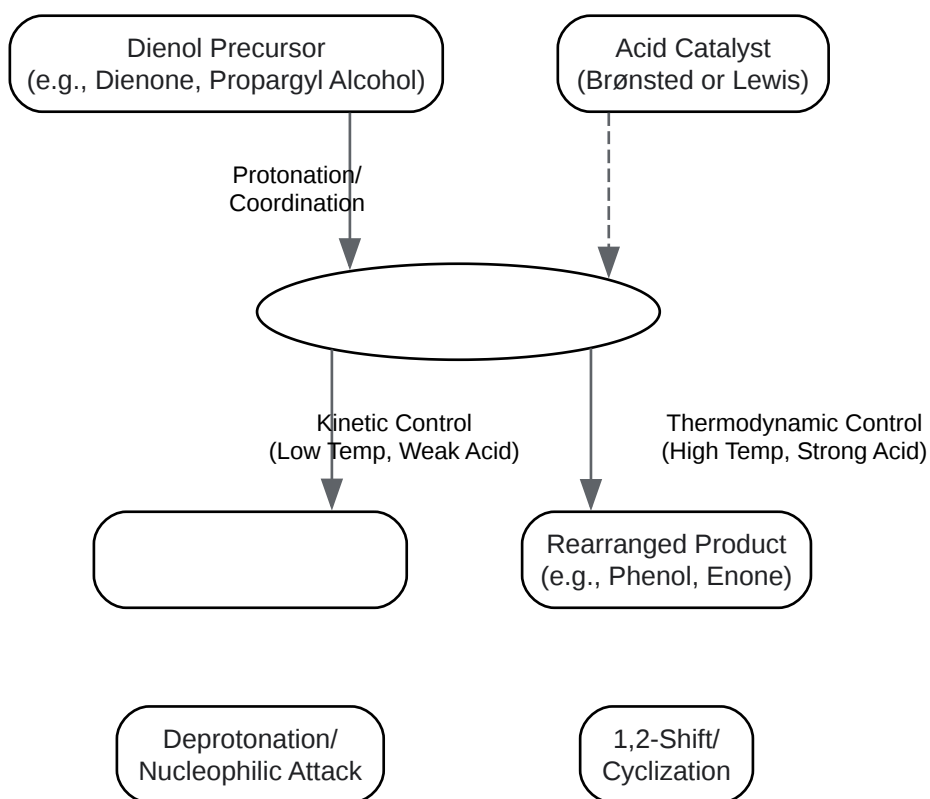 Dienol Precursor
(e.g., Dienone, Propargyl Alcohol)
Acid Catalyst
(Brønsted or Lewis)
Protonation/
Coordination
Kinetic Control
(Low Temp, Weak Acid)
Thermodynamic Control
(High Temp, Strong Acid)
Rearranged Product
(e.g., Phenol, Enone)
Deprotonation/
Nucleophilic Attack
1,2-Shift/
Cyclization